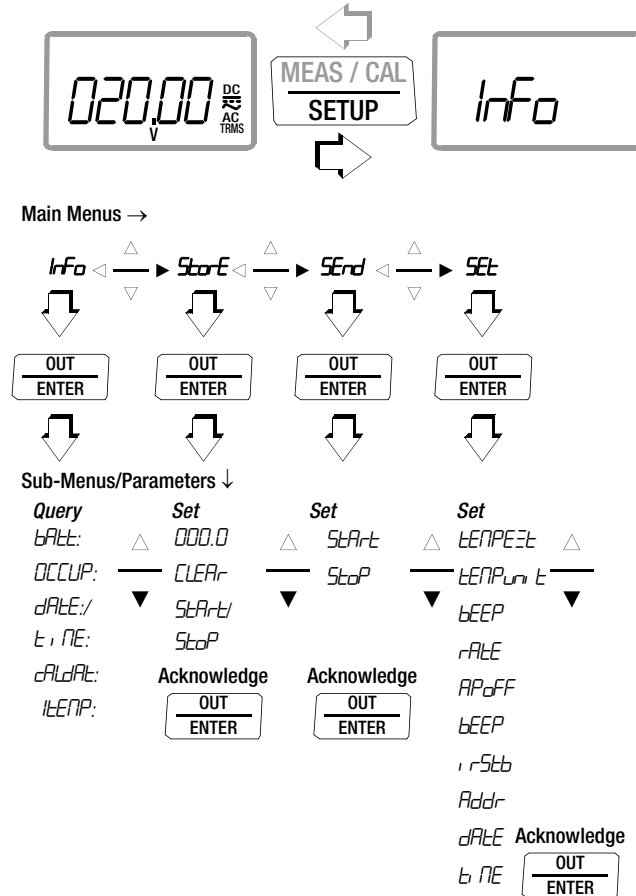 020.00 V DC AC TRMS
MEAS / CAL
SETUP
InFo
Main Menus →
InFo StorE SEnd SEt
OUT ENTER
OUT ENTER
OUT ENTER
OUT ENTER
Sub-Menus/Parameters ↓
Query
bAtt:
OCCUP:
dAtE:/
tiME:
cALdAt:
ItEMP:
Set
000.0
CLEAr
StArt/
StoP
Acknowledge
OUT
ENTER
Set
StArt
StoP
Acknowledge
OUT
ENTER
Set
tEMPunit
bEEP
rAtE
APoFF
bEEP
irStb
Addr
dAtE
tiME
Acknowledge
OUT
ENTER